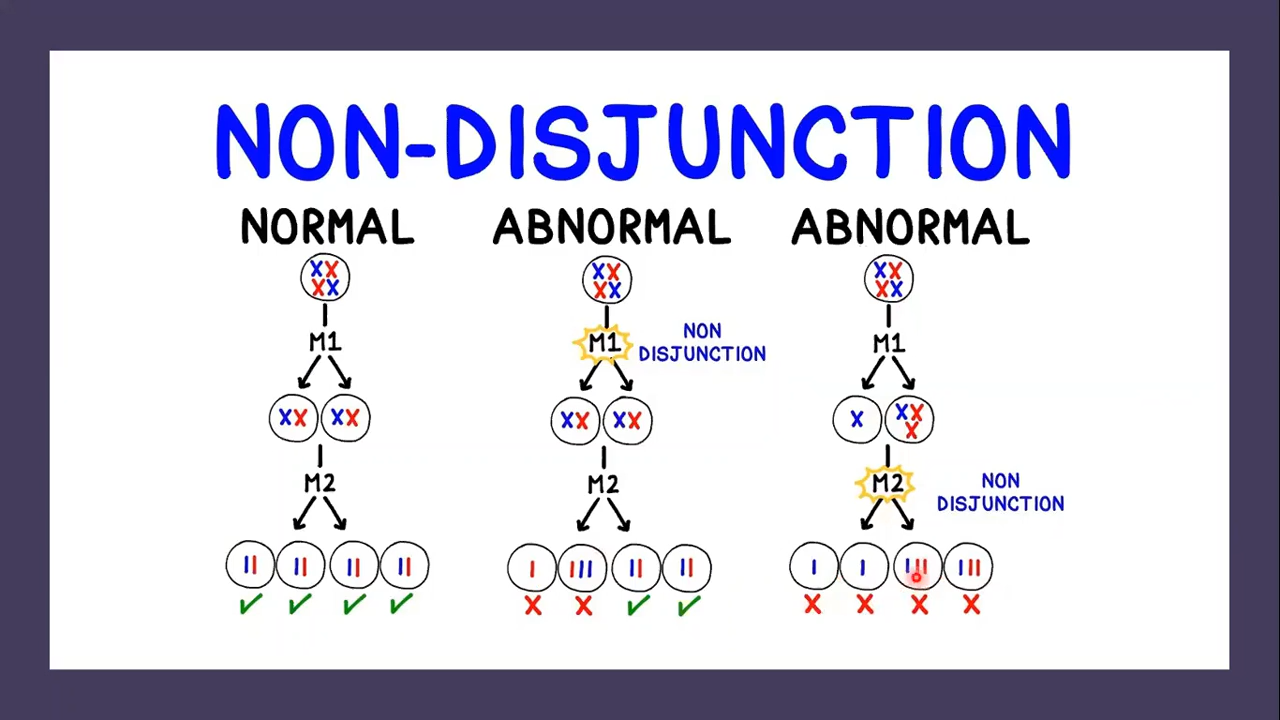 NON-DISJUNCTION
NORMAL
ABNORMAL
ABNORMAL
M1
M1
NON
DISJUNCTION
M1
M2
M2
M2
NON
DISJUNCTION